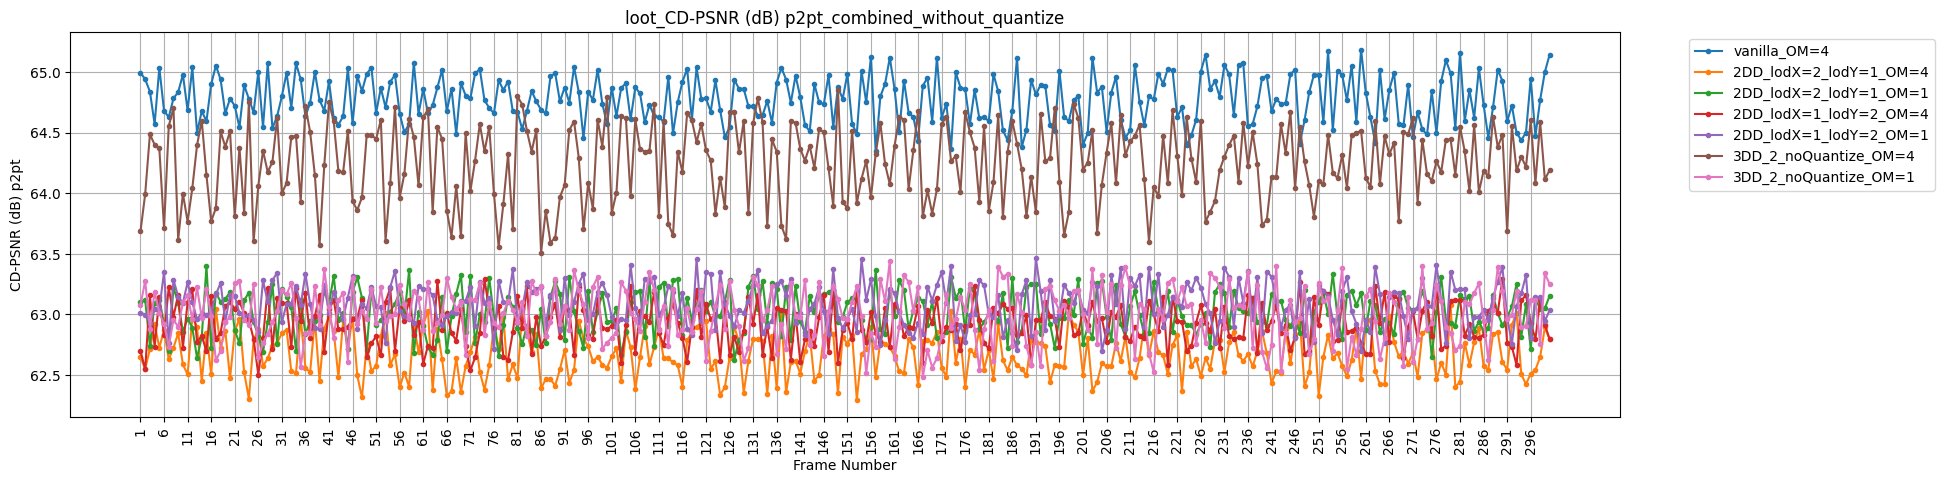 loot_CD-PSNR (dB) p2pt_combined_without_quantize
CD-PSNR (dB) p2pt
65.0
64.5
64.0
63.5
63.0
62.5
1 6 11 16 21 26 31 36 41 46 51 56 61 66 71 76 81 86 91 96 101 106 111 116 121 126 131 136 141 146 151 156 161 166 171 176 181 186 191 196 201 206 211 216 221 226 231 236 241 246 251 256 261 266 271 276 281 286 291 296
Frame Number
vanilla_OM=4
2DD_lodX=2_lodY=1_OM=4
2DD_lodX=2_lodY=1_OM=1
2DD_lodX=1_lodY=2_OM=4
2DD_lodX=1_lodY=2_OM=1
3DD_2_noQuantize_OM=4
3DD_2_noQuantize_OM=1